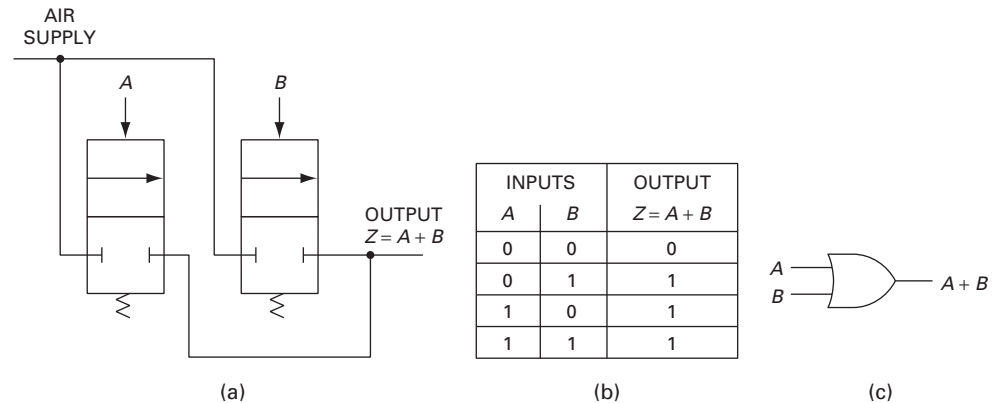 AIR
SUPPLY
A
B
OUTPUT
Z = A + B
(a)
INPUTS OUTPUT
A B Z = A + B
0 0 0
0 1 1
1 0 1
1 1 1
(b)
A
B
A + B
(c)